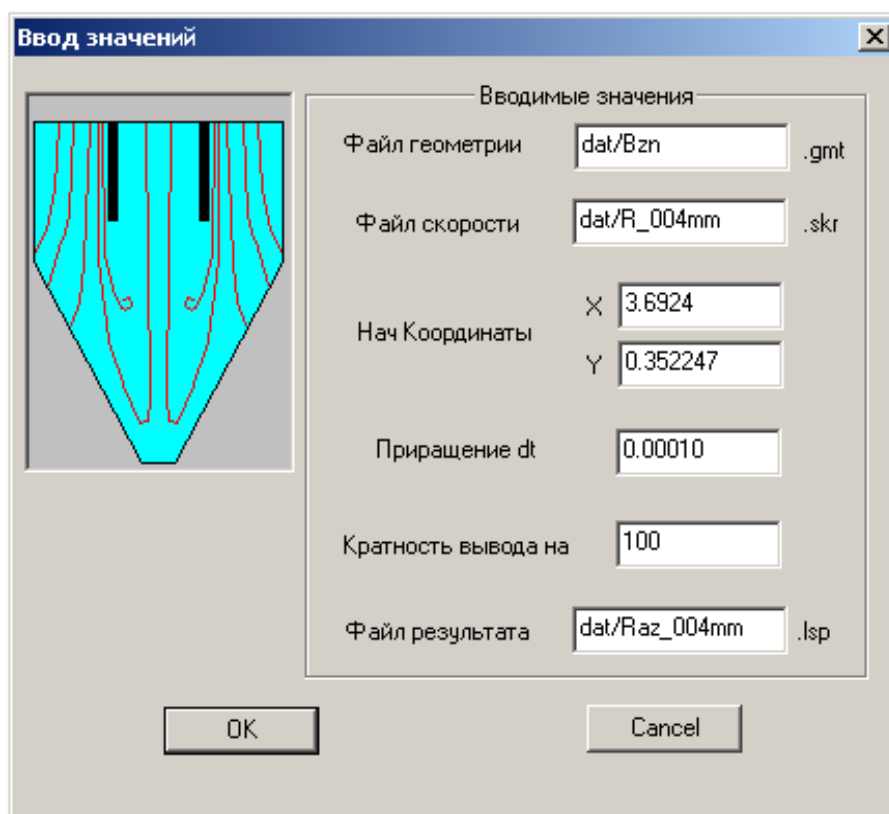 Ввод значений
Вводимые значения
Файл геометрии dat/Bzn .gmt
Файл скорости dat/R_004mm .skr
Нач Координаты
X 3.6924
Y 0.352247
Приращение dt 0.00010
Кратность вывода на 100
Файл результата dat/Raz_004mm .lsp
OK Cancel